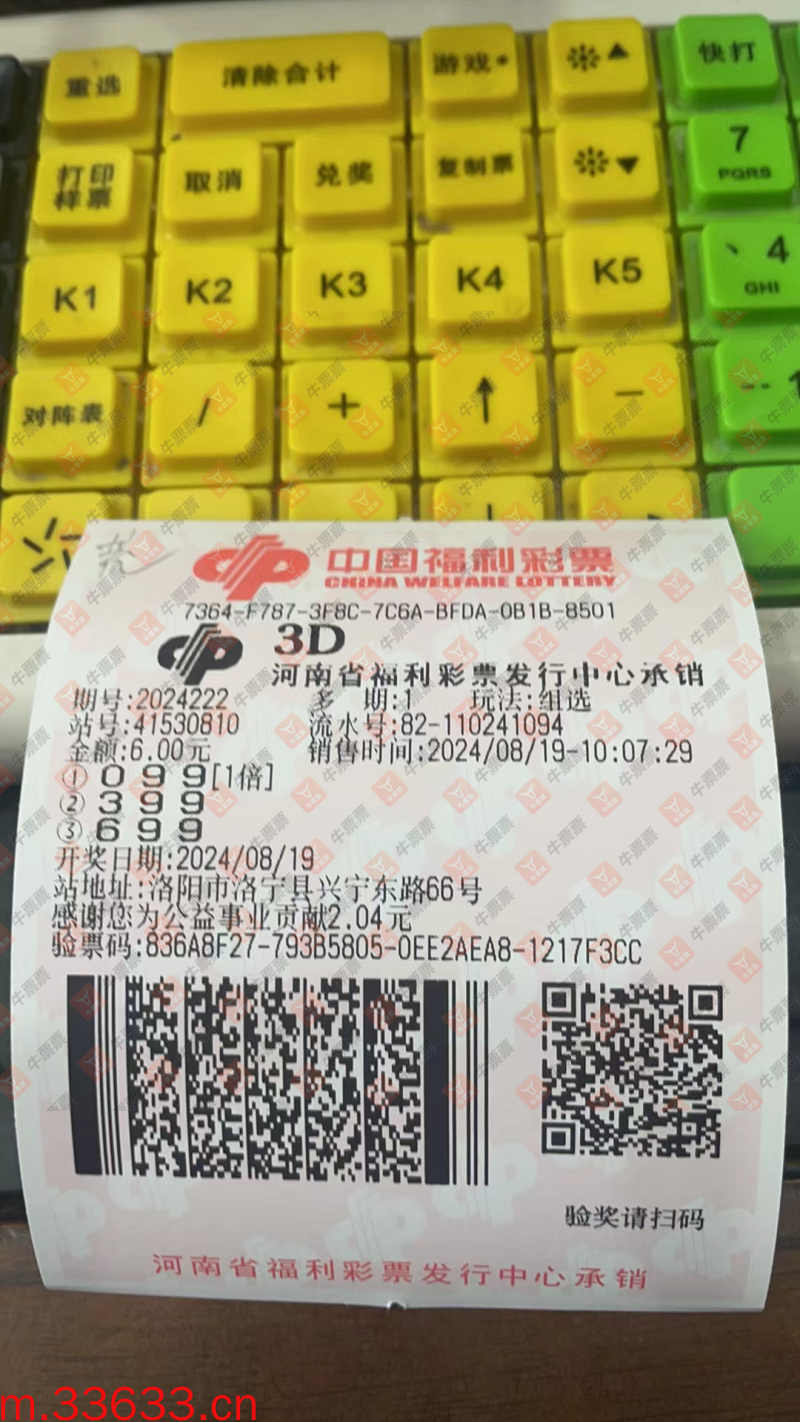 重选 清除合计 游戏• ❊▲ 快打
打印样票 取消 兑奖 复制票 ❊▼ 7 PQRS
K1 K2 K3 K4 K5 、 4 GHI
对阵表 / + ↑ − --
中国福利彩票
CHINA WELFARE LOTTERY
7364-F787-3F8C-7C6A-BFDA-0B1B-8501
3D
河南省福利彩票发行中心承销
期号:2024222 多 期:1 玩法:组选
站号:41530810 流水号:82-110241094
金额:6.00元 销售时间:2024/08/19-10:07:29
① 0 9 9[1倍]
② 3 9 9
③ 6 9 9
开奖日期:2024/08/19
站地址:洛阳市洛宁县兴宁东路66号
感谢您为公益事业贡献2.04元
验票码:836A8F27-793B5805-0EE2AEA8-1217F3CC
验奖请扫码
河南省福利彩票发行中心承销
牛票票
m.33633.cn